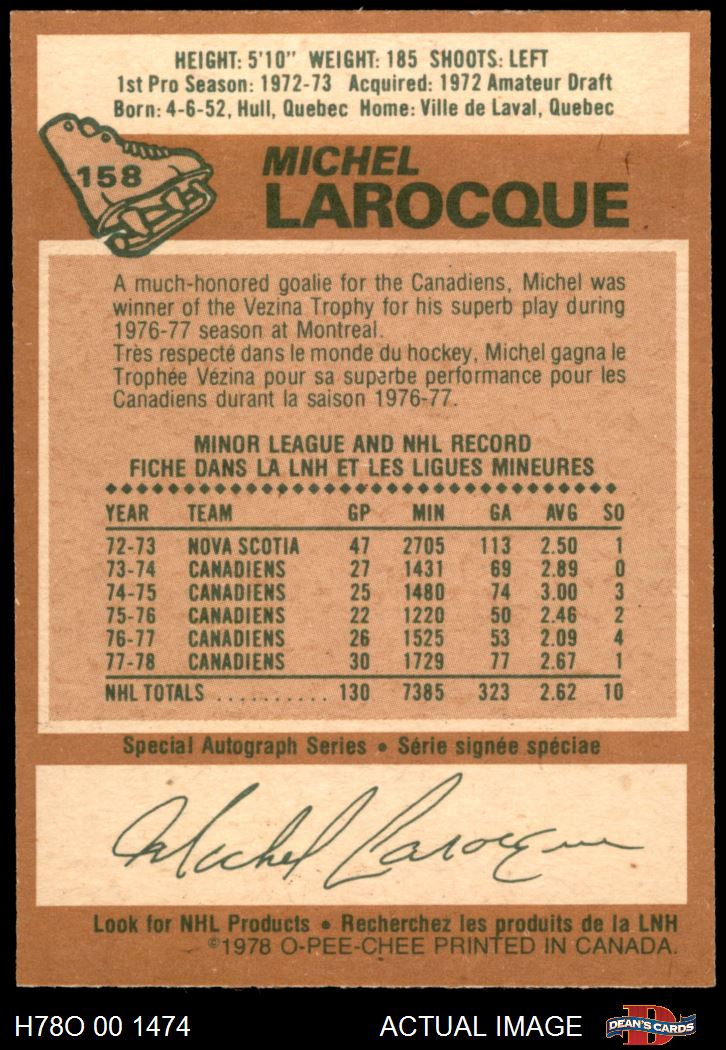 HEIGHT: 5'10" WEIGHT: 185 SHOOTS: LEFT
1st Pro Season: 1972-73 Acquired: 1972 Amateur Draft
Born: 4-6-52, Hull, Quebec Home: Ville de Laval, Quebec
158
MICHEL
LAROCQUE
A much-honored goalie for the Canadiens, Michel was
winner of the Vezina Trophy for his superb play during
1976-77 season at Montreal.
Très respecté dans le monde du hockey, Michel gagna le
Trophée Vézina pour sa superbe performance pour les
Canadiens durant la saison 1976-77.
MINOR LEAGUE AND NHL RECORD
FICHE DANS LA LNH ET LES LIGUES MINEURES
YEAR TEAM GP MIN GA AVG SO
72-73 NOVA SCOTIA 47 2705 113 2.50 1
73-74 CANADIENS 27 1431 69 2.89 0
74-75 CANADIENS 25 1480 74 3.00 3
75-76 CANADIENS 22 1220 50 2.46 2
76-77 CANADIENS 26 1525 53 2.09 4
77-78 CANADIENS 30 1729 77 2.67 1
NHL TOTALS .......... 130 7385 323 2.62 10
Special Autograph Series • Série signée spéciae
Michel Larocque
Look for NHL Products • Recherchez les produits de la LNH
©1978 O-PEE-CHEE PRINTED IN CANADA.
H78O 00 1474 ACTUAL IMAGE D DEAN'S CARDS